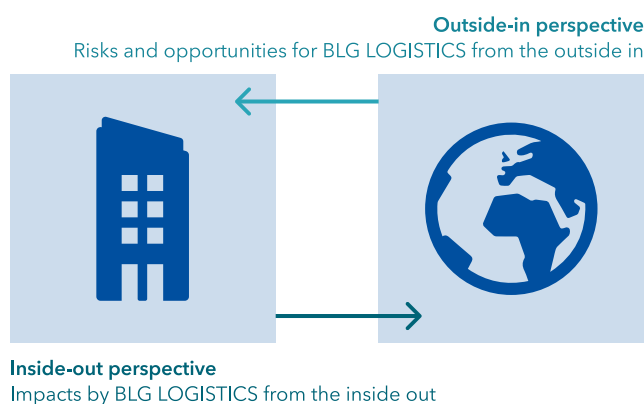 Outside-in perspective
Risks and opportunities for BLG LOGISTICS from the outside in
Inside-out perspective
Impacts by BLG LOGISTICS from the inside out